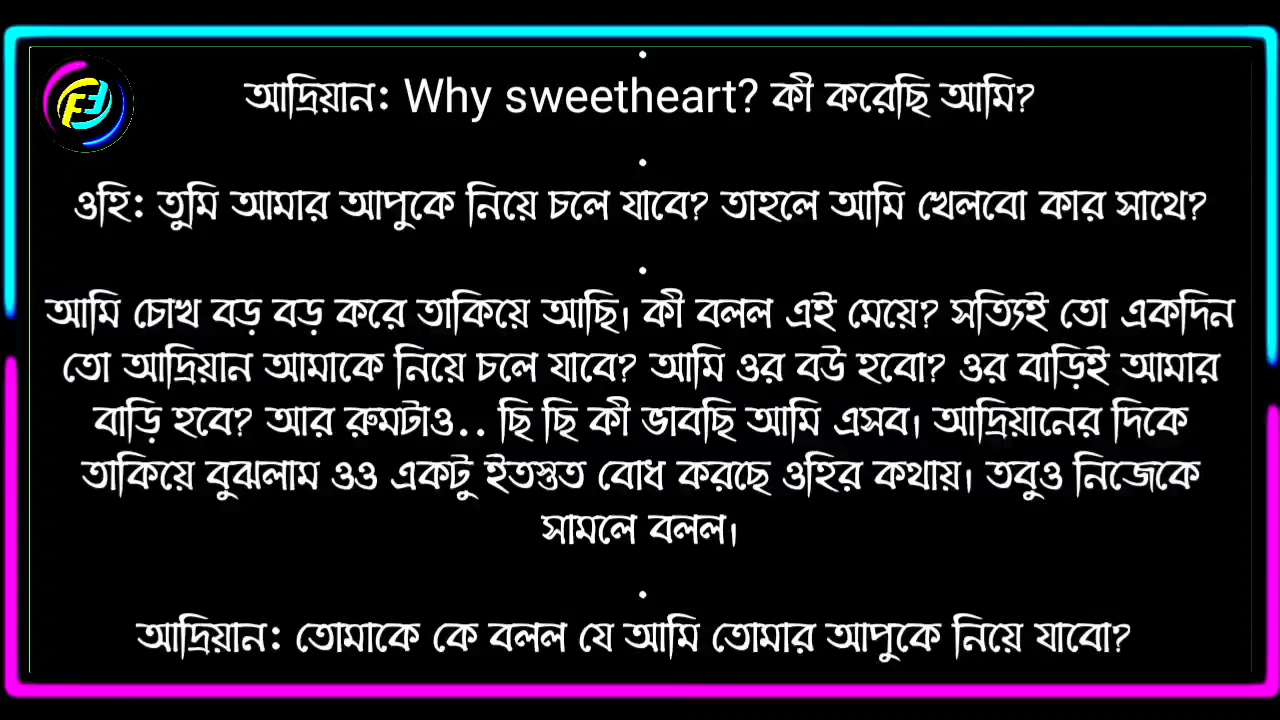 .
আদ্রিয়ান: Why sweetheart? কী করেছি আমি?
.
ওহি: তুমি আমার আপুকে নিয়ে চলে যাবে? তাহলে আমি খেলবো কার সাথে?
.
আমি চোখ বড় বড় করে তাকিয়ে আছি। কী বলল এই মেয়ে? সত্যিই তো একদিন
তো আদ্রিয়ান আমাকে নিয়ে চলে যাবে? আমি ওর বউ হবো? ওর বাড়িই আমার
বাড়ি হবে? আর রুমটাও.. ছি ছি কী ভাবছি আমি এসব। আদ্রিয়ানের দিকে
তাকিয়ে বুঝলাম ওও একটু ইতস্তত বোধ করছে ওহির কথায়। তবুও নিজেকে
সামলে বলল।
.
আদ্রিয়ান: তোমাকে কে বলল যে আমি তোমার আপুকে নিয়ে যাবো?